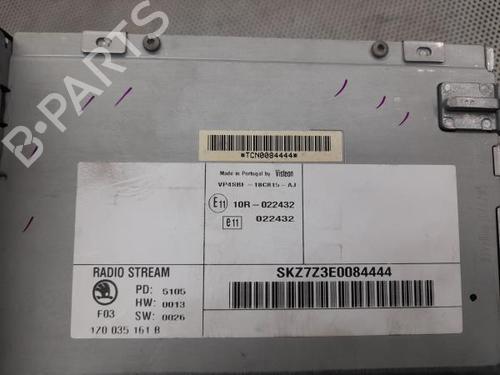 B-PARTS
*TCN0084444*
Made in Portugal by Visteon
VP4SBF-18C815-AJ
E11 10R-022432
e11 022432
RADIO STREAM
SKZ7Z3E0084444
PD: 5105
HW: 0013
F03 SW: 0026
1Z0 035 161 B